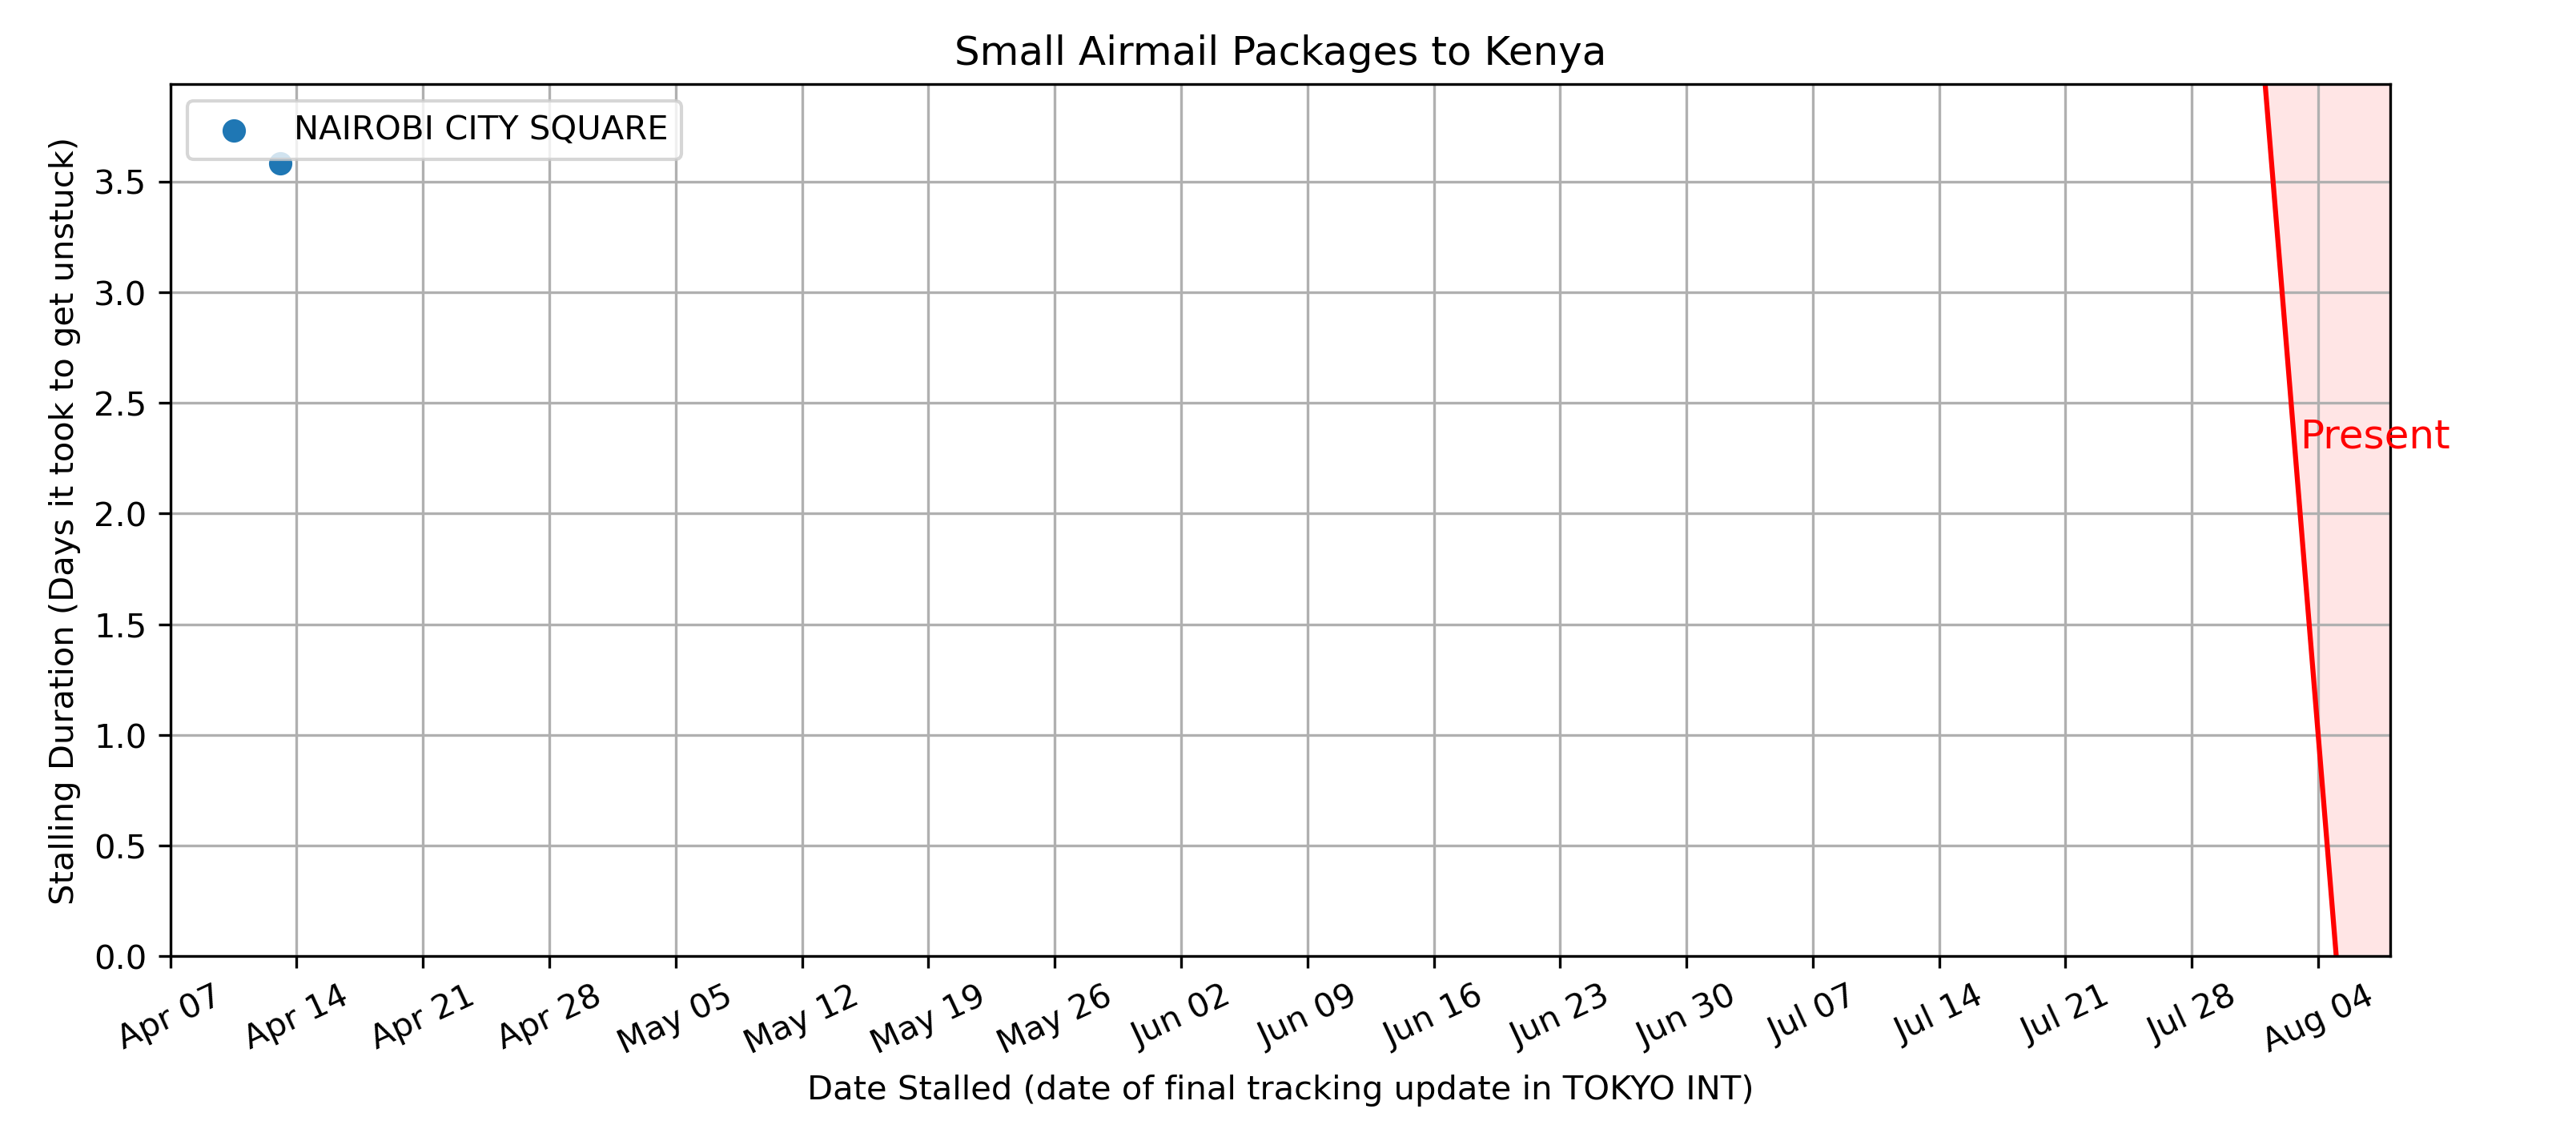 Small Airmail Packages to Kenya
NAIROBI CITY SQUARE
Stalling Duration (Days it took to get unstuck)
3.5
3.0
2.5
2.0
1.5
1.0
0.5
0.0
Present
Apr 07
Apr 14
Apr 21
Apr 28
May 05
May 12
May 19
May 26
Jun 02
Jun 09
Jun 16
Jun 23
Jun 30
Jul 07
Jul 14
Jul 21
Jul 28
Aug 04
Date Stalled (date of final tracking update in TOKYO INT)